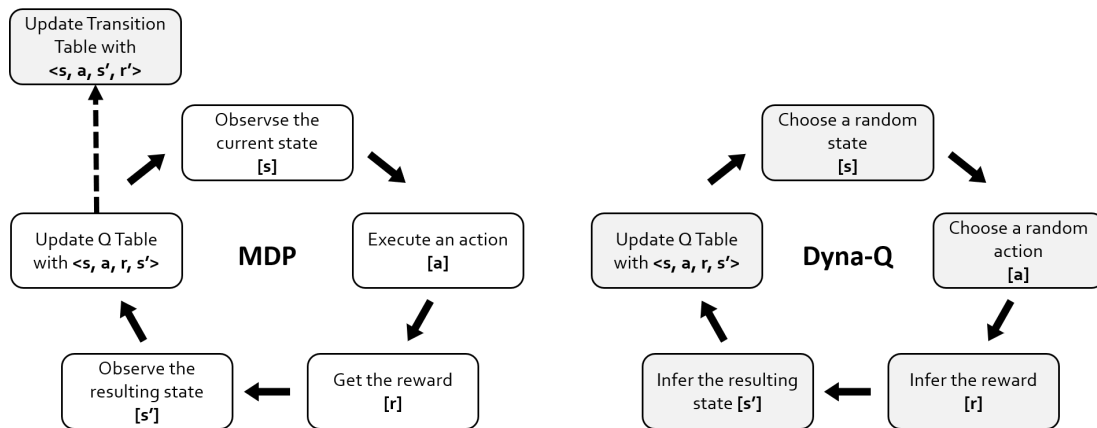 Update Transition
Table with
<s, a, s’, r’>
Observse the
current state
[s]
Execute an action
[a]
Get the reward
[r]
Observe the
resulting state
[s’]
Update Q Table
with <s, a, r, s’>
MDP
Choose a random
state
[s]
Choose a random
action
[a]
Infer the reward
[r]
Infer the resulting
state [s’]
Update Q Table
with <s, a, r, s’>
Dyna-Q